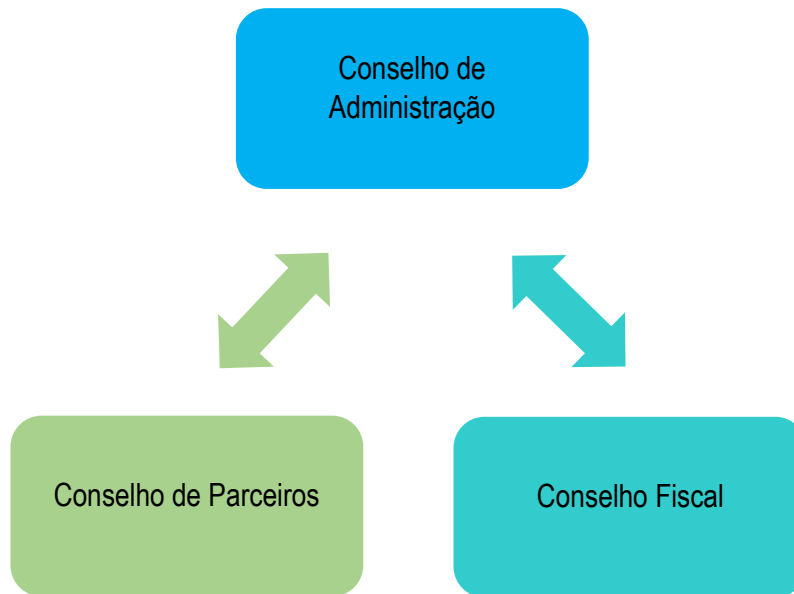 Conselho de
Administração
Conselho de Parceiros
Conselho Fiscal